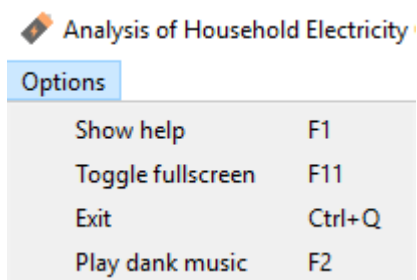 Analysis of Household Electricity
Options
Show help F1
Toggle fullscreen F11
Exit Ctrl+Q
Play dank music F2